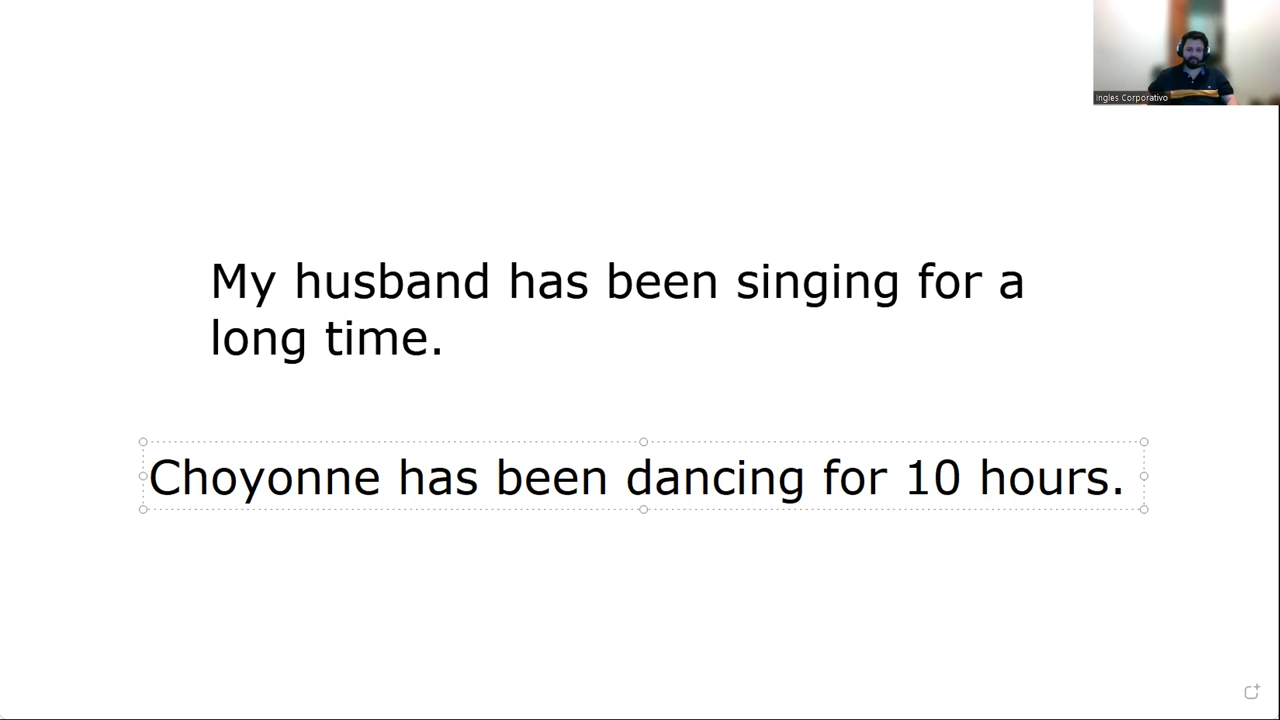 Ingles Corporativo
My husband has been singing for a
long time.
Choyonne has been dancing for 10 hours.